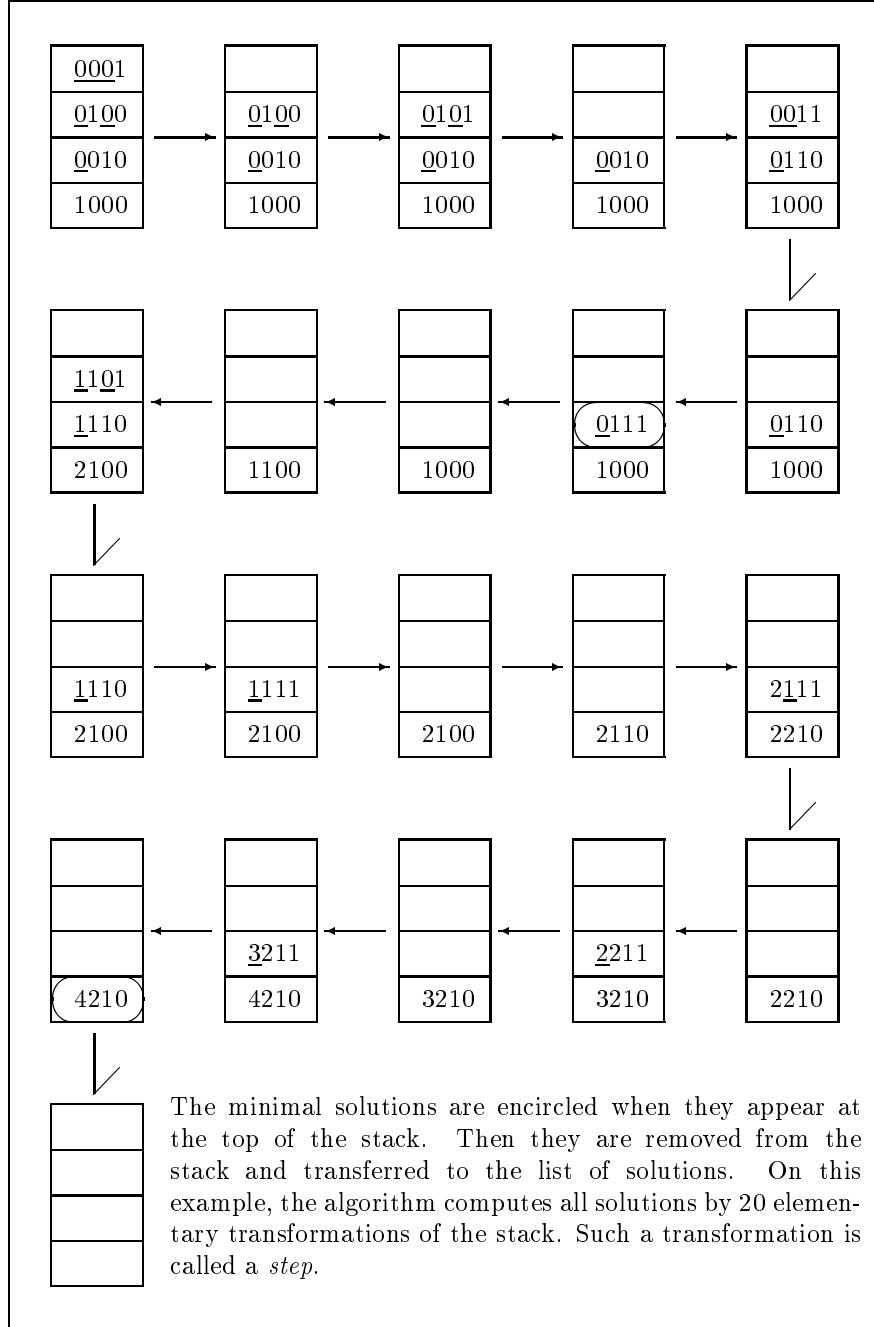 0001
0100 0100 0101 0011
0010 0010 0010 0010 0110
1000 1000 1000 1000 1000
1101
1110 0111 0110
2100 1100 1000 1000 1000
1110 1111 2111
2100 2100 2100 2110 2210
3211 2211
4210 4210 3210 3210 2210
The minimal solutions are encircled when they appear at
the top of the stack. Then they are removed from the
stack and transferred to the list of solutions. On this
example, the algorithm computes all solutions by 20 elemen-
tary transformations of the stack. Such a transformation is
called a step.